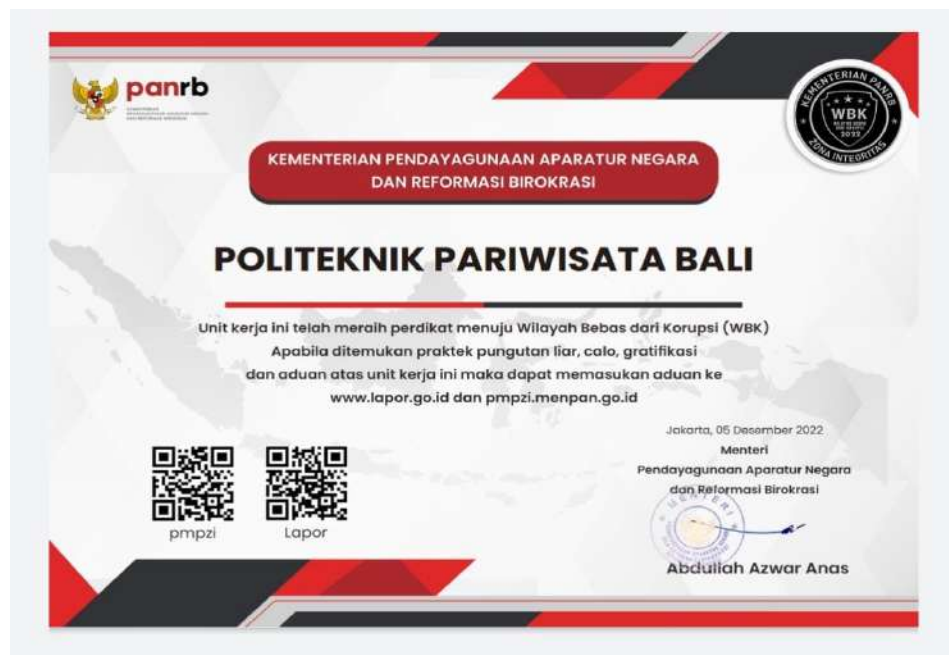 panrb
KEMENTERIAN PANRB
WBK
2022
ZONA INTEGRITAS
KEMENTERIAN PENDAYAGUNAAN APARATUR NEGARA
DAN REFORMASI BIROKRASI
POLITEKNIK PARIWISATA BALI
Unit kerja ini telah meraih perdikat menuju Wilayah Bebas dari Korupsi (WBK)
Apabila ditemukan praktek pungutan liar, calo, gratifikasi
dan aduan atas unit kerja ini maka dapat memasukan aduan ke
www.lapor.go.id dan pmpzi.menpan.go.id
Jakarta, 05 Desember 2022
Menteri
Pendayagunaan Aparatur Negara
dan Reformasi Birokrasi
MENTERI
Abdullah Azwar Anas
pmpzi
Lapor